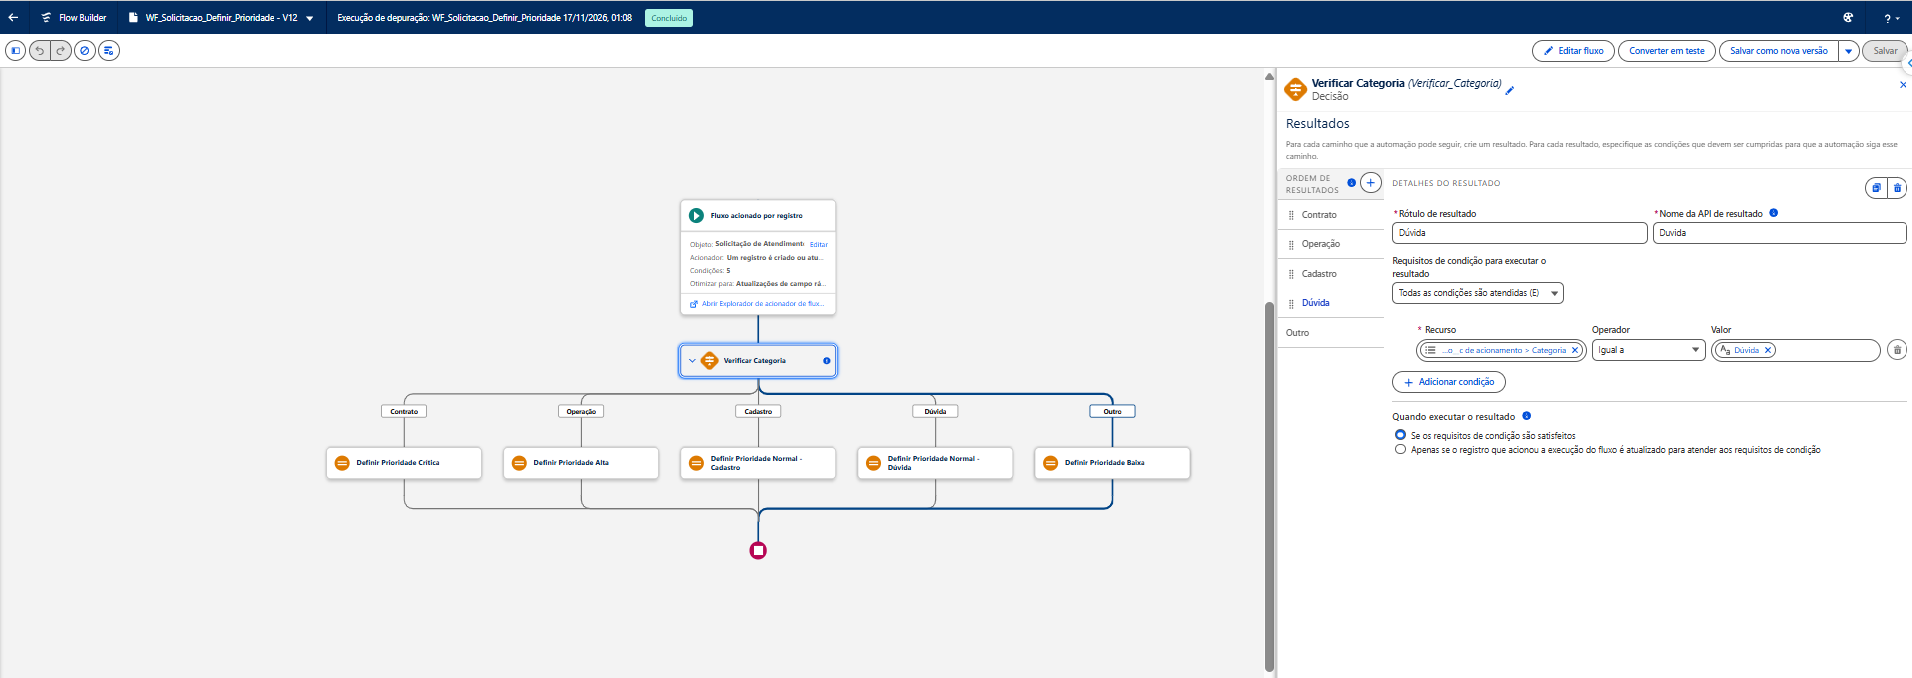 Flow Builder
WF_Solicitacao_Definir_Prioridade - V12
Execução de depuração: WF_Solicitacao_Definir_Prioridade 17/11/2026, 01:08
Concluído
?
Editar fluxo
Converter em teste
Salvar como nova versão
Salvar
Fluxo acionado por registro
Objeto: Solicitação de Atendiment
Editar
Acionador: Um registro é criado ou atu...
Condições: 5
Otimizar para: Atualizações de campo rá...
Abrir Explorador de acionador de flux...
Verificar Categoria
Contrato
Operação
Cadastro
Dúvida
Outro
Definir Prioridade Crítica
Definir Prioridade Alta
Definir Prioridade Normal -
Cadastro
Definir Prioridade Normal -
Dúvida
Definir Prioridade Baixa
Verificar Categoria (Verificar_Categoria)
Decisão
Resultados
Para cada caminho que a automação pode seguir, crie um resultado. Para cada resultado, especifique as condições que devem ser cumpridas para que a automação siga esse
caminho.
ORDEM DE
RESULTADOS
Contrato
Operação
Cadastro
Dúvida
Outro
DETALHES DO RESULTADO
*Rótulo de resultado
Dúvida
*Nome da API de resultado
Duvida
Requisitos de condição para executar o
resultado
Todas as condições são atendidas (E)
* Recurso
...o__c de acionamento > Categoria
Operador
Igual a
Valor
Dúvida
Adicionar condição
Quando executar o resultado
Se os requisitos de condição são satisfeitos
Apenas se o registro que acionou a execução do fluxo é atualizado para atender aos requisitos de condição